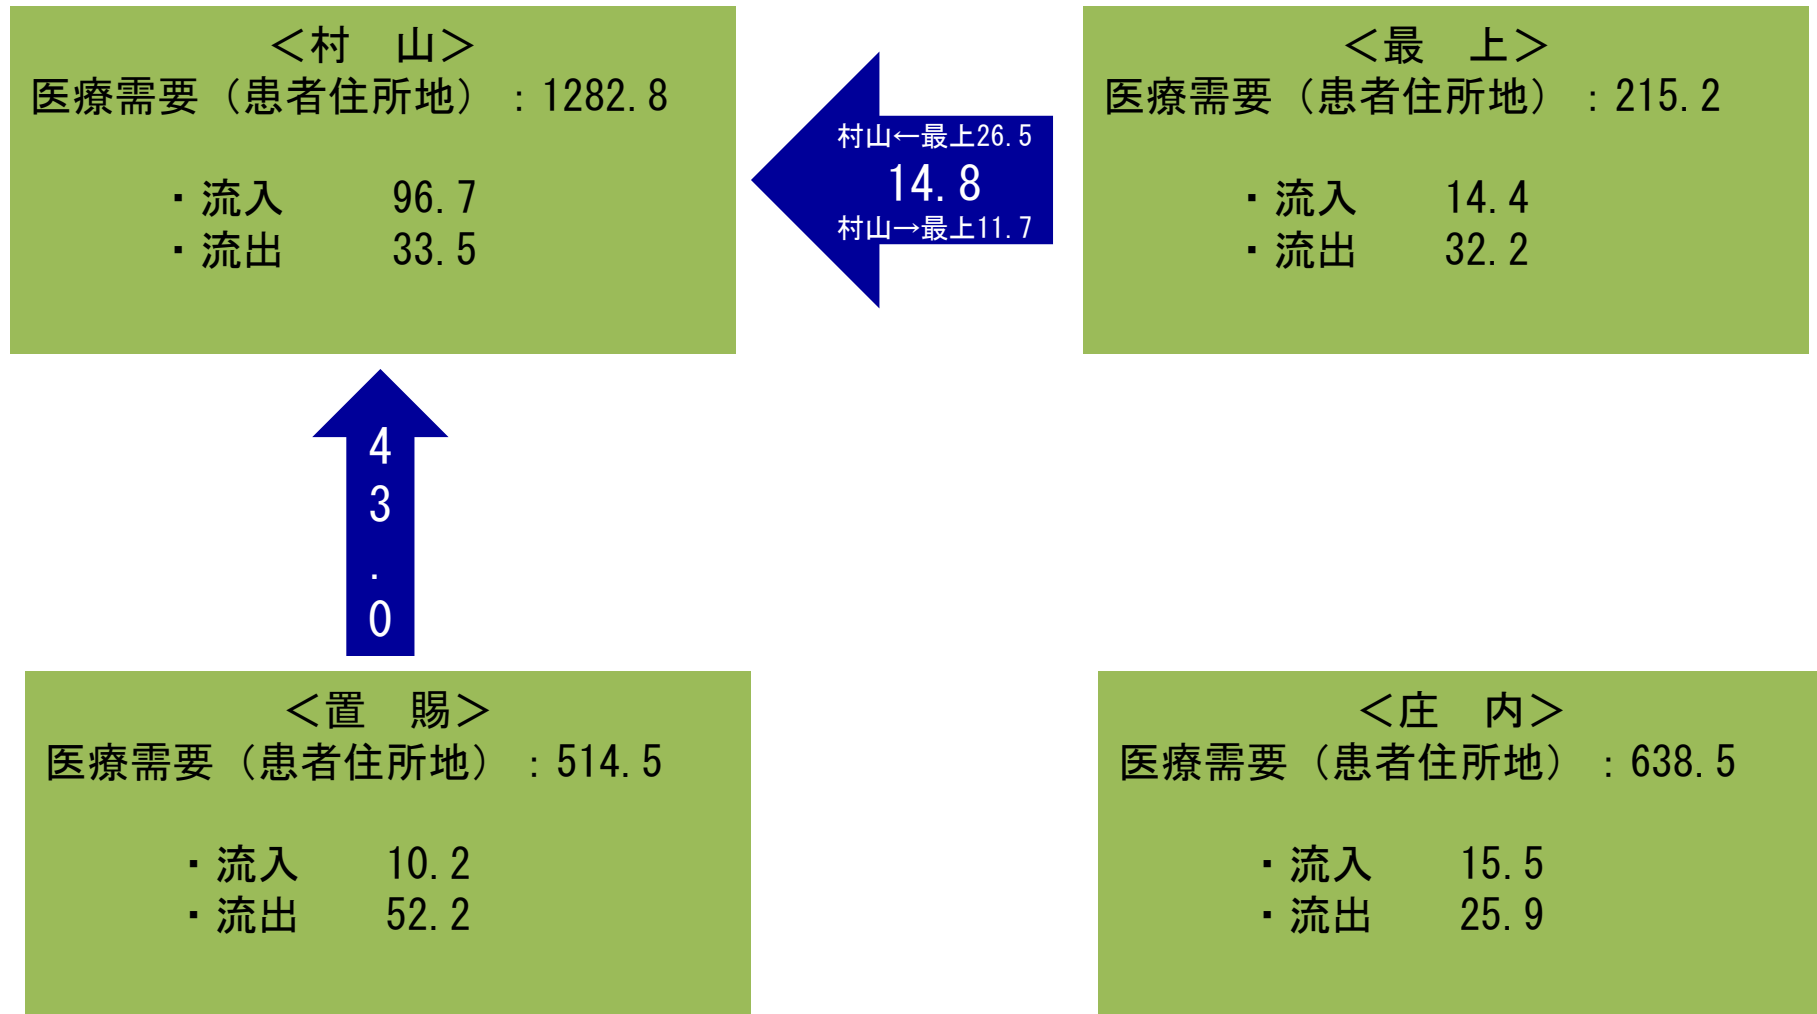 ＜村　山＞
医療需要（患者住所地）：1282.8
・流入　　96.7
・流出　　33.5
村山←最上26.5
14.8
村山→最上11.7
＜最　上＞
医療需要（患者住所地）：215.2
・流入　　14.4
・流出　　32.2
43.0
＜置　賜＞
医療需要（患者住所地）：514.5
・流入　　10.2
・流出　　52.2
＜庄　内＞
医療需要（患者住所地）：638.5
・流入　　15.5
・流出　　25.9